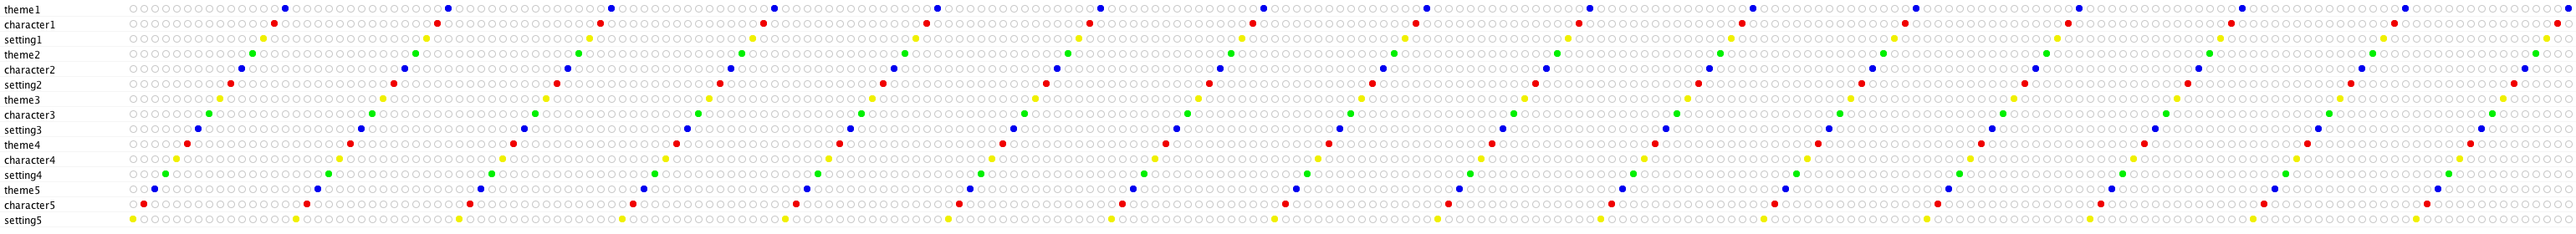 theme1
character1
setting1
theme2
character2
setting2
theme3
character3
setting3
theme4
character4
setting4
theme5
character5
setting5